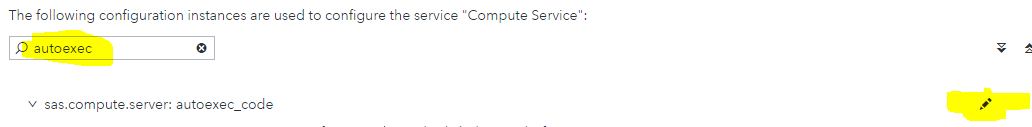 The following configuration instances are used to configure the service "Compute Service":
autoexec
sas.compute.server: autoexec_code